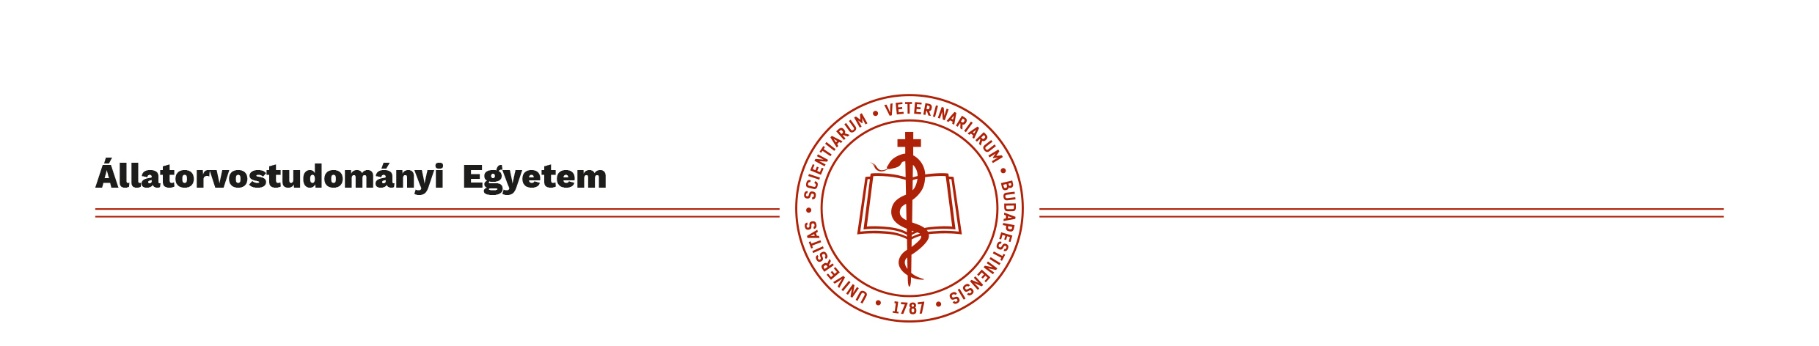 Állatorvostudományi Egyetem
UNIVERSITAS • SCIENTIARUM • VETERINARIARUM • BUDAPESTINENSIS • 1787 •